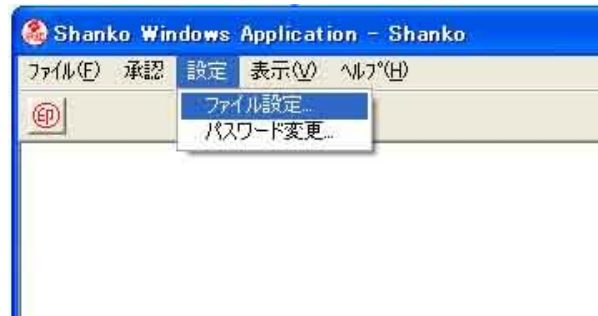 Shanko Windows Application - Shanko
ﾌｧｲﾙ(F) 承認 設定 表示(V) ﾍﾙﾌﾟ(H)
印
ファイル設定...
パスワード変更...